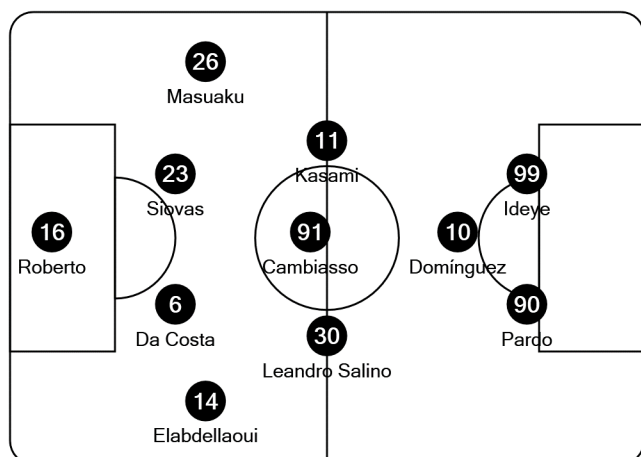 26
Masuaku
11
Kasami
23
Siovas
99
Ideye
16
Roberto
91
Cambiasso
10
Domínguez
6
Da Costa
90
Pardo
30
Leandro Salino
14
Elabdellaoui